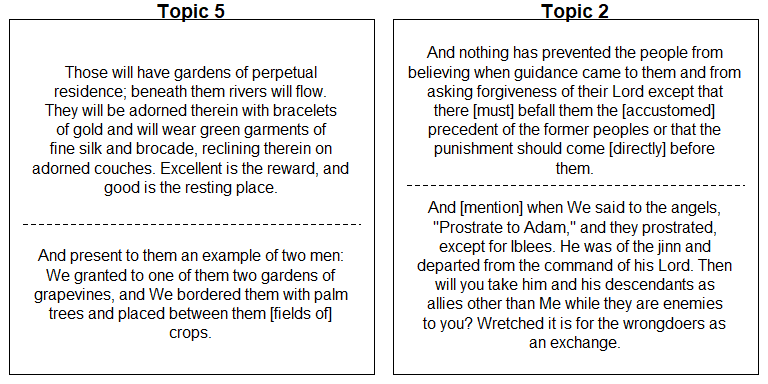 Topic 5
Those will have gardens of perpetual
residence; beneath them rivers will flow.
They will be adorned therein with bracelets
of gold and will wear green garments of
fine silk and brocade, reclining therein on
adorned couches. Excellent is the reward, and
good is the resting place.
And present to them an example of two men:
We granted to one of them two gardens of
grapevines, and We bordered them with palm
trees and placed between them [fields of]
crops.
Topic 2
And nothing has prevented the people from
believing when guidance came to them and from
asking forgiveness of their Lord except that
there [must] befall them the [accustomed]
precedent of the former peoples or that the
punishment should come [directly] before
them.
And [mention] when We said to the angels,
"Prostrate to Adam," and they prostrated,
except for Iblees. He was of the jinn and
departed from the command of his Lord. Then
will you take him and his descendants as
allies other than Me while they are enemies
to you? Wretched it is for the wrongdoers as
an exchange.